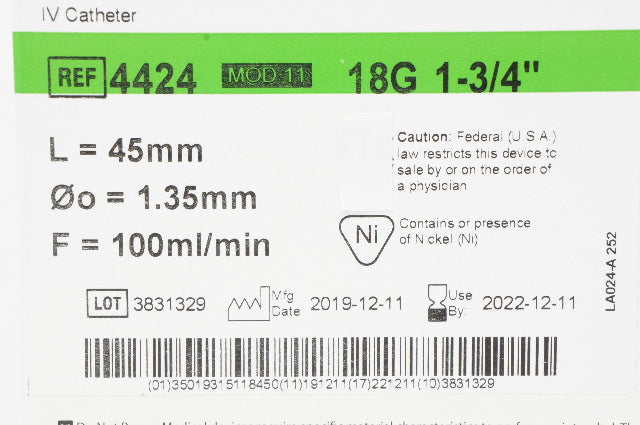 IV Catheter
REF 4424 MOD 11 18G 1-3/4"
L = 45mm
Øo = 1.35mm
F = 100ml/min
Caution: Federal (U.S.A.)
law restricts this device to
sale by or on the order of
a physician
Ni
Contains or presence
of Nickel (Ni)
LOT 3831329
Mfg
Date 2019-12-11
Use
By: 2022-12-11
LA024-A 252
(01)35019315118450(11)191211(17)221211(10)3831329